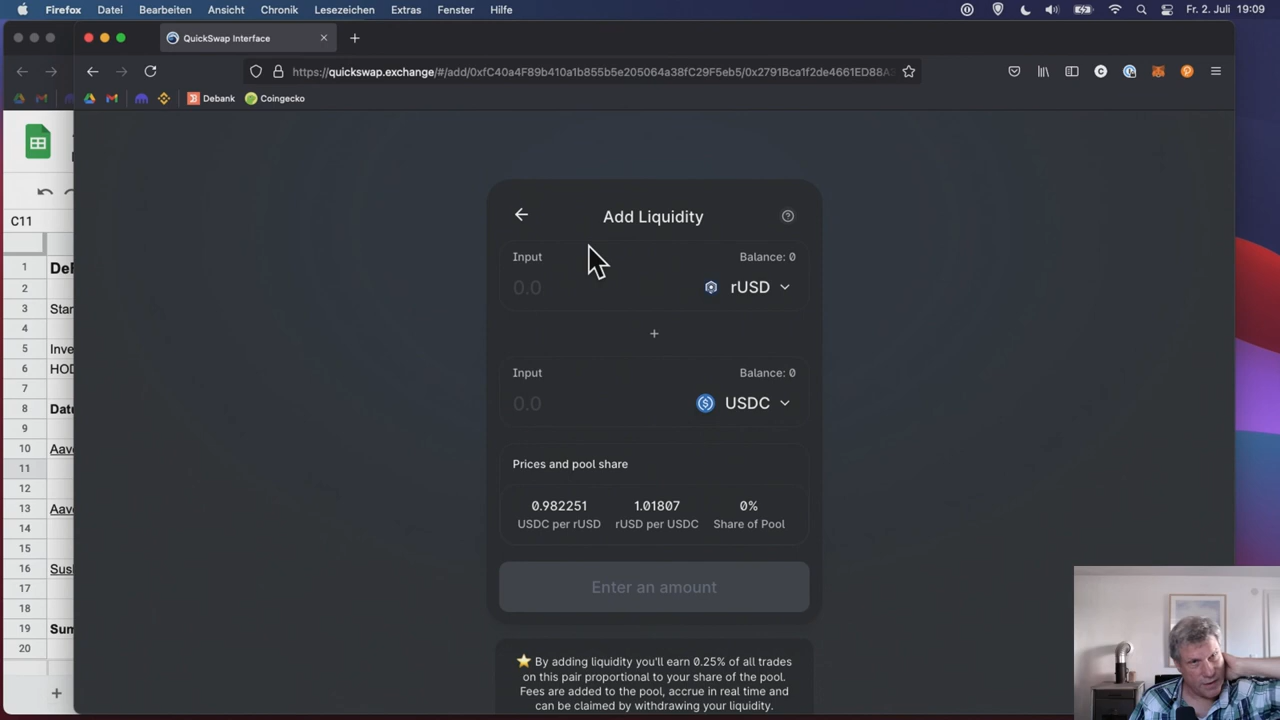 Firefox Datei Bearbeiten Ansicht Chronik Lesezeichen Extras Fenster Hilfe Fr. 2. Juli 19:09
QuickSwap Interface
https://quickswap.exchange/#/add/0xfC40a4F89b410a1b855b5e205064a38fC29F5eb5/0x2791Bca1f2de4661ED88A
Debank Coingecko
C11
1 DeF
2
3 Star
4
5 Inve
6 HOD
7
8 Datu
9
10 Aave
11
12
13 Aave
14
15
16 Sus
17
18
19 Sum
20
Add Liquidity
Input Balance: 0
0.0 rUSD
+
Input Balance: 0
0.0 USDC
Prices and pool share
0.982251 1.01807 0%
USDC per rUSD rUSD per USDC Share of Pool
Enter an amount
⭐ By adding liquidity you'll earn 0.25% of all trades
on this pair proportional to your share of the pool.
Fees are added to the pool, accrue in real time and
can be claimed by withdrawing your liquidity.